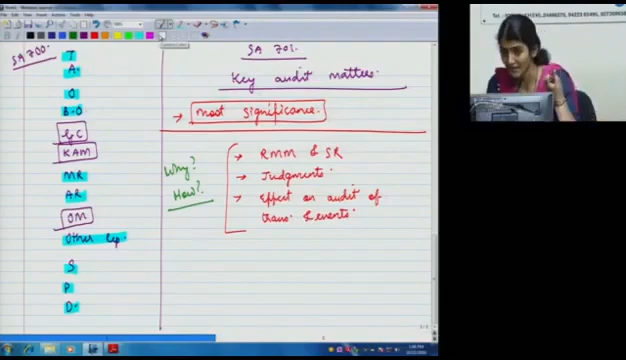 SA 700
T
A
O
B.O
GC
KAM
MR
AR
OM
Other Rep
S
P
D
SA 701
Key audit matters
→ most significance
Why?
How?
→ RMM & SR
→ Judgments
→ Effect on audit of
trans. & events